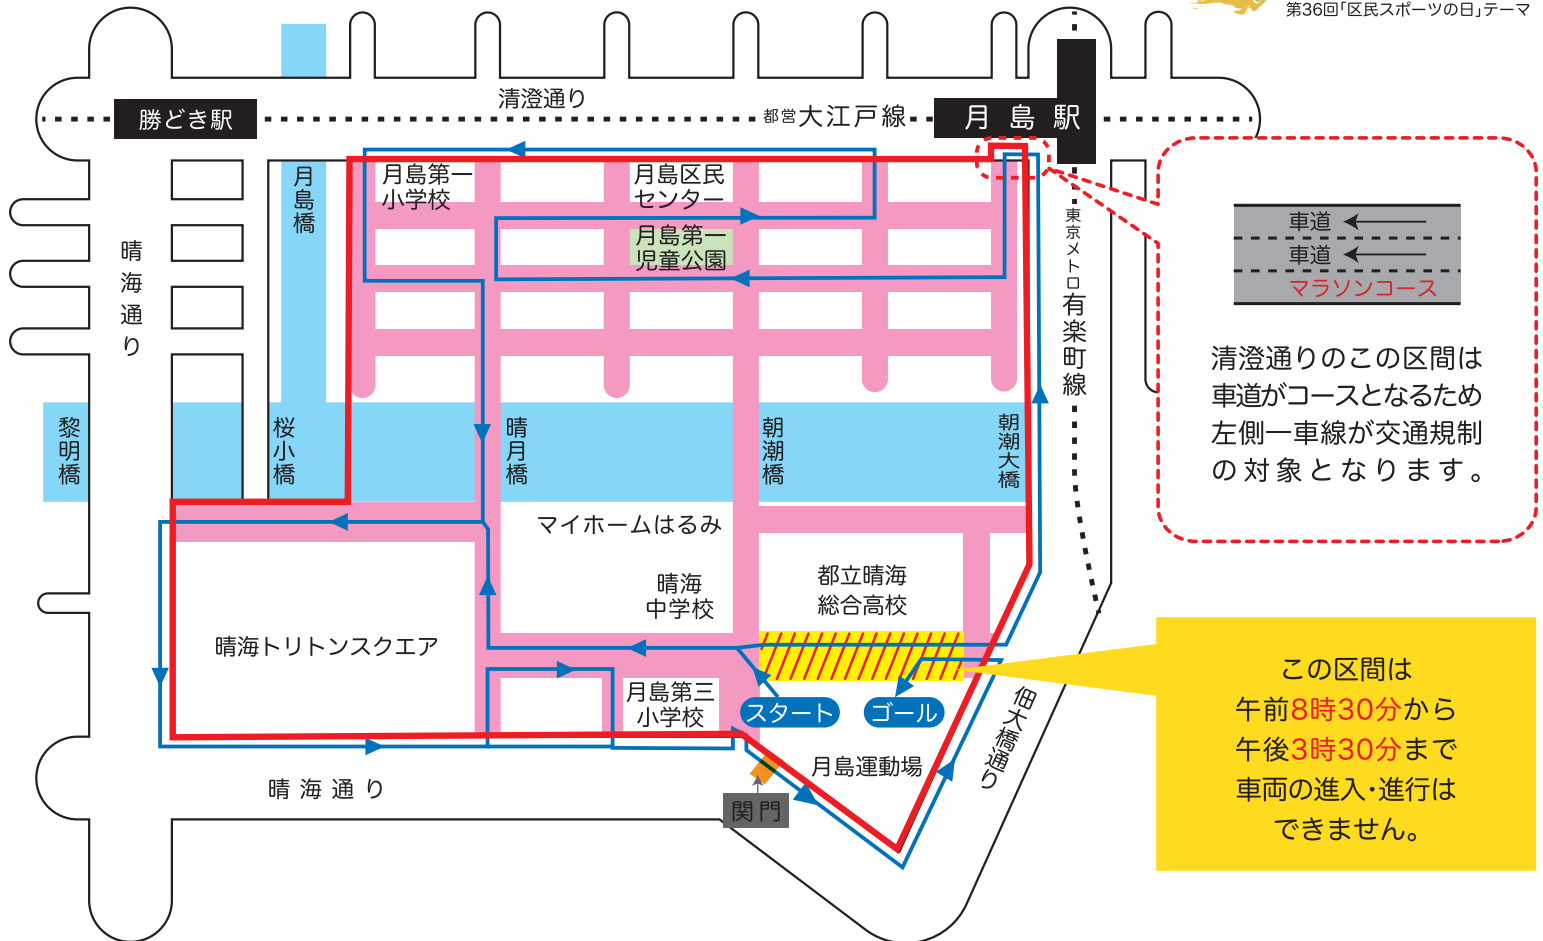 第36回「区民スポーツの日」テーマ
清澄通り
勝どき駅
都営大江戸線
月島駅
月島橋
月島第一
小学校
月島区民
センター
月島第一
児童公園
晴海通り
東京メトロ有楽町線
車道
車道
マラソンコース
清澄通りのこの区間は
車道がコースとなるため
左側一車線が交通規制
の対象となります。
黎明橋
桜小橋
晴月橋
朝潮橋
朝潮大橋
マイホームはるみ
晴海
中学校
都立晴海
総合高校
晴海トリトンスクエア
月島第三
小学校
スタート
ゴール
佃大橋通り
月島運動場
晴海通り
関門
この区間は
午前8時30分から
午後3時30分まで
車両の進入・進行は
できません。